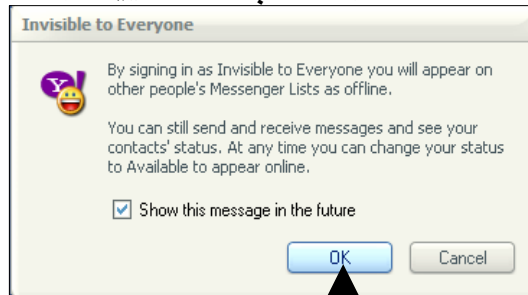 Invisible to Everyone
By signing in as Invisible to Everyone you will appear on
other people's Messenger Lists as offline.
You can still send and receive messages and see your
contacts' status. At any time you can change your status
to Available to appear online.
Show this message in the future
OK
Cancel